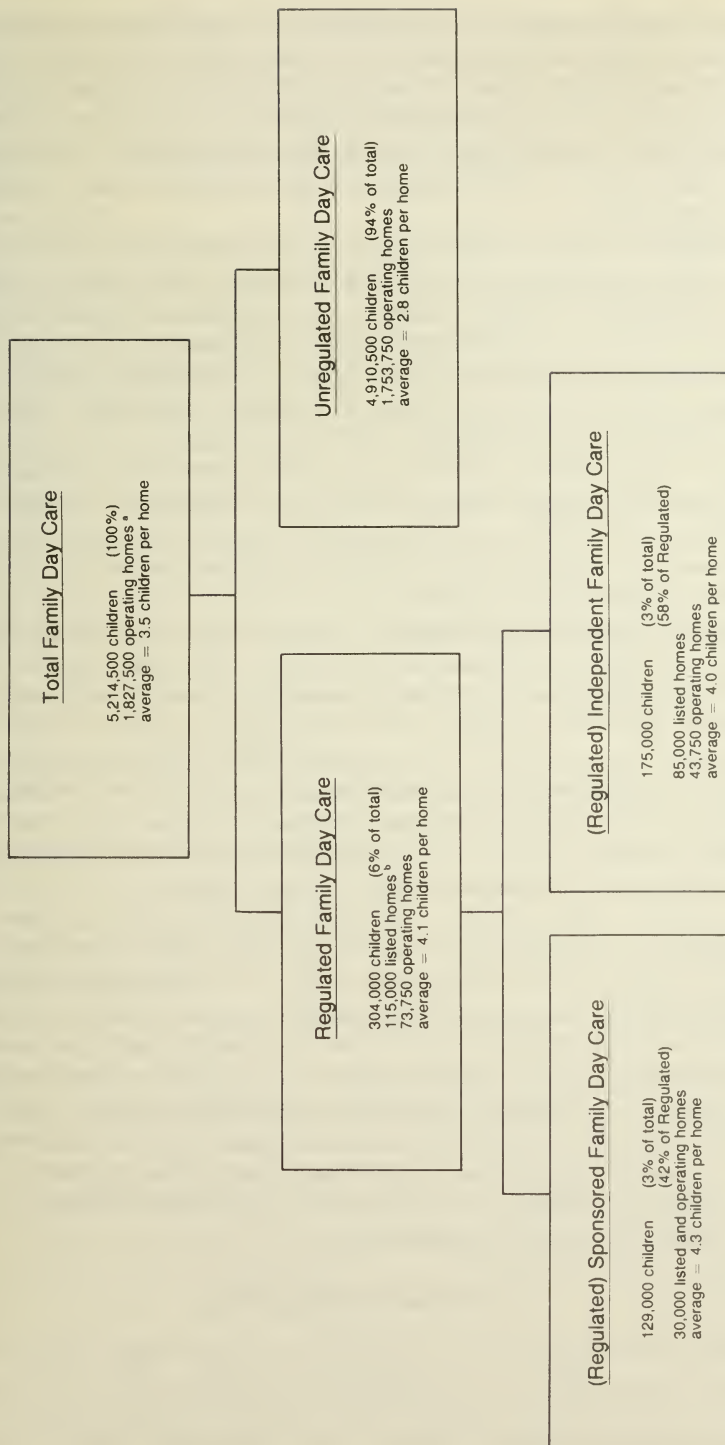 Total Family Day Care
5,214,500 children (100%)
1,827,500 operating homes a
average = 3.5 children per home
Regulated Family Day Care
304,000 children (6% of total)
115,000 listed homes b
73,750 operating homes
average = 4.1 children per home
Unregulated Family Day Care
4,910,500 children (94% of total)
1,753,750 operating homes
average = 2.8 children per home
(Regulated) Sponsored Family Day Care
129,000 children (3% of total)
(42% of Regulated)
30,000 listed and operating homes
average = 4.3 children per home
(Regulated) Independent Family Day Care
175,000 children (3% of total)
(58% of Regulated)
85,000 listed homes
43,750 operating homes
average = 4.0 children per home